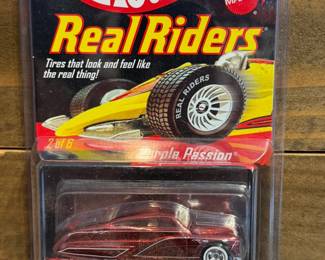 Real Riders
Tires that look and feel like
the real thing!
REAL RIDERS
2 of 6
Purple Passion